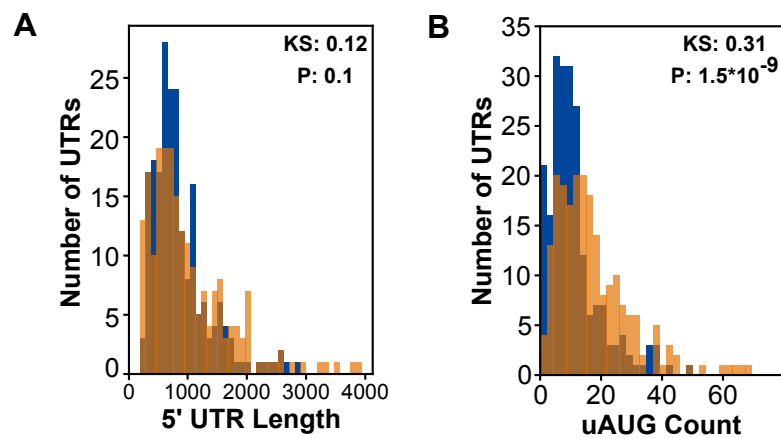 A
KS: 0.12
P: 0.1
Number of UTRs
25
20
15
10
5
0
0 1000 2000 3000 4000
5' UTR Length
B
KS: 0.31
P: 1.5*10-9
Number of UTRs
35
30
25
20
15
10
5
0
0 20 40 60
uAUG Count